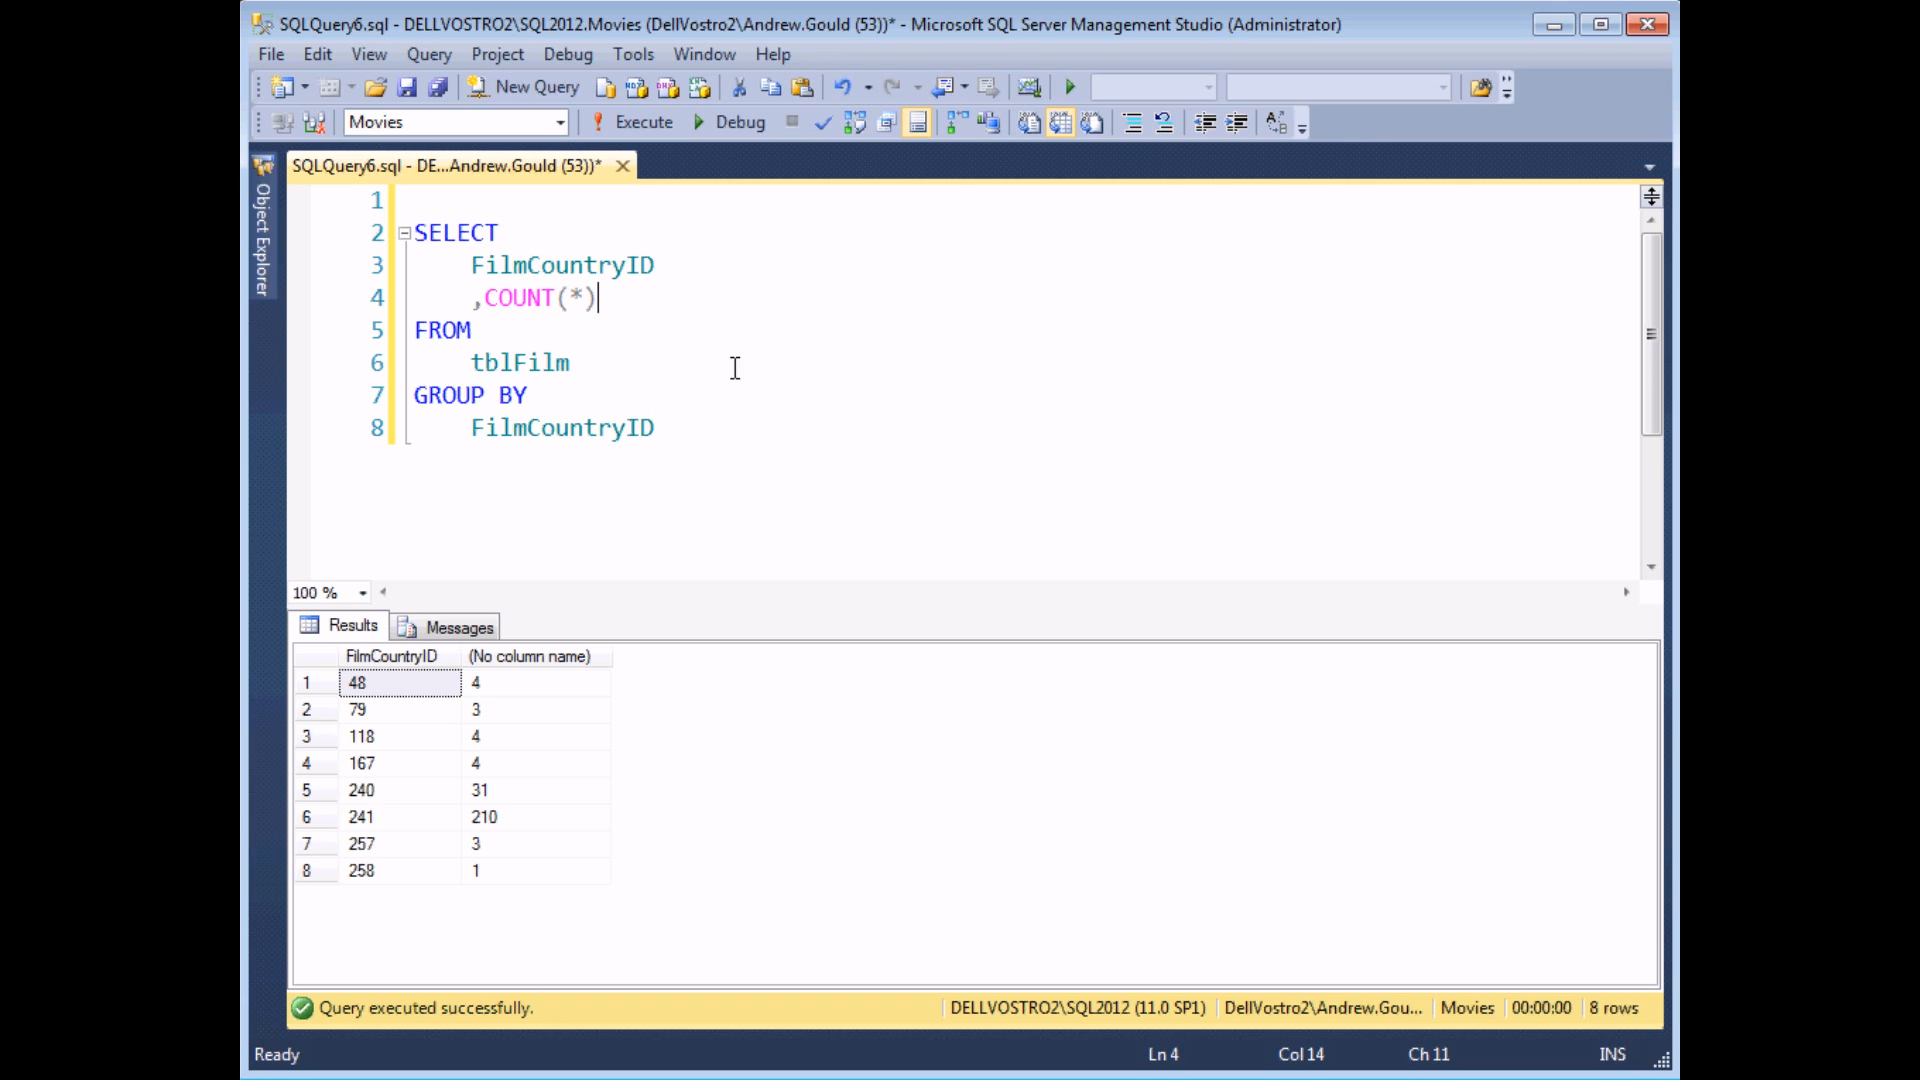 SQLQuery6.sql - DELLVOSTRO2\SQL2012.Movies (DellVostro2\Andrew.Gould (53))* - Microsoft SQL Server Management Studio (Administrator)
File Edit View Query Project Debug Tools Window Help
New Query
Movies Execute Debug
SQLQuery6.sql - DE...Andrew.Gould (53))*
Object Explorer
1
2 SELECT
3 FilmCountryID
4 ,COUNT(*)
5 FROM
6 tblFilm
7 GROUP BY
8 FilmCountryID
100 %
Results Messages
FilmCountryID (No column name)
1 48 4
2 79 3
3 118 4
4 167 4
5 240 31
6 241 210
7 257 3
8 258 1
Query executed successfully. DELLVOSTRO2\SQL2012 (11.0 SP1) DellVostro2\Andrew.Gou... Movies 00:00:00 8 rows
Ready Ln 4 Col 14 Ch 11 INS